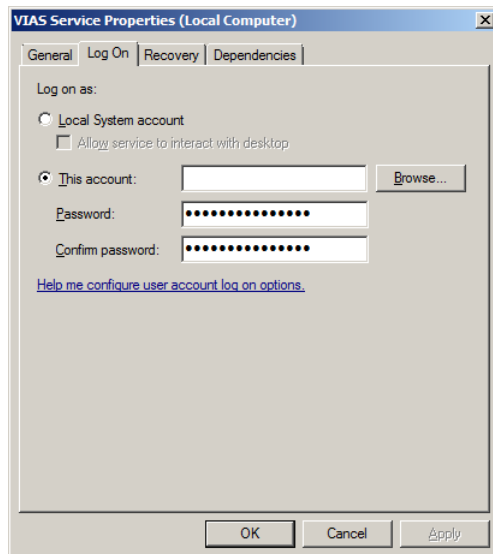 VIAS Service Properties (Local Computer)
General Log On Recovery Dependencies
Log on as:
Local System account
Allow service to interact with desktop
This account: Browse...
Password: •••••••••••••••
Confirm password: •••••••••••••••
Help me configure user account log on options.
OK Cancel Apply